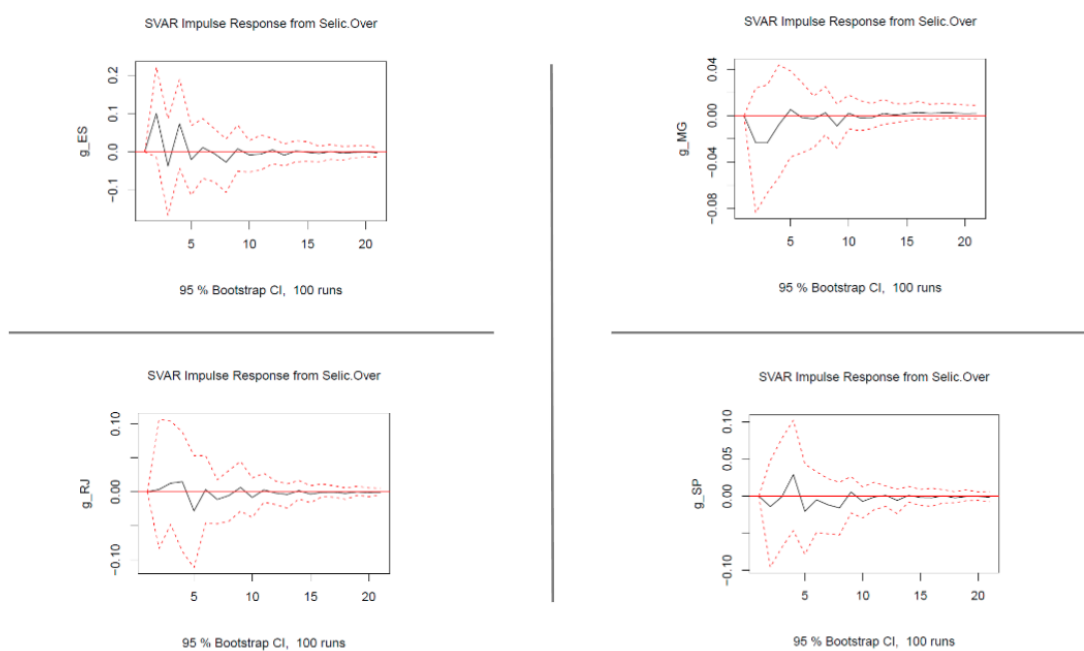 SVAR Impulse Response from Selic.Over
g_ES
0.2
0.1
0.0
−0.1
5 10 15 20
95 % Bootstrap CI, 100 runs
SVAR Impulse Response from Selic.Over
g_MG
0.04
0.00
−0.04
−0.08
5 10 15 20
95 % Bootstrap CI, 100 runs
SVAR Impulse Response from Selic.Over
g_RJ
0.10
0.00
−0.10
5 10 15 20
95 % Bootstrap CI, 100 runs
SVAR Impulse Response from Selic.Over
g_SP
0.10
0.05
0.00
−0.10
5 10 15 20
95 % Bootstrap CI, 100 runs